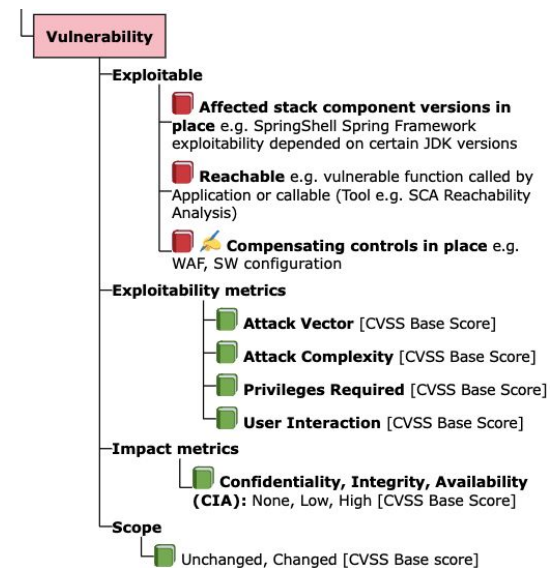 Vulnerability
Exploitable
Affected stack component versions in
place e.g. SpringShell Spring Framework
exploitability depended on certain JDK versions
Reachable e.g. vulnerable function called by
Application or callable (Tool e.g. SCA Reachability
Analysis)
Compensating controls in place e.g.
WAF, SW configuration
Exploitability metrics
Attack Vector [CVSS Base Score]
Attack Complexity [CVSS Base Score]
Privileges Required [CVSS Base Score]
User Interaction [CVSS Base Score]
Impact metrics
Confidentiality, Integrity, Availability
(CIA): None, Low, High [CVSS Base Score]
Scope
Unchanged, Changed [CVSS Base score]